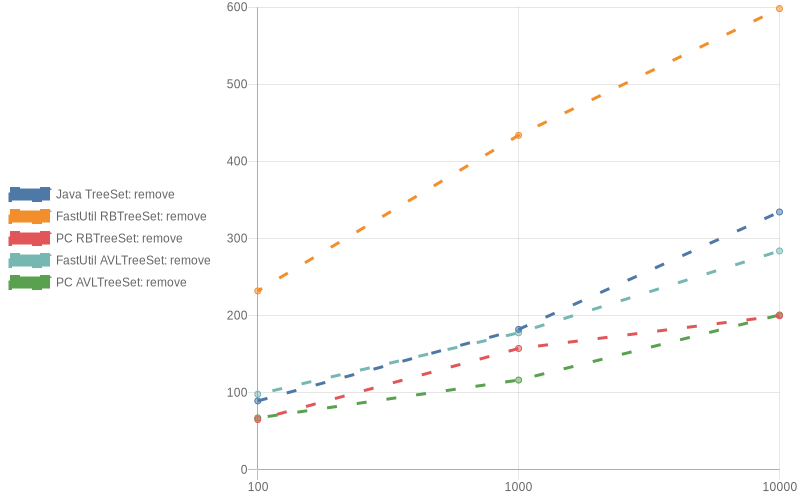 600
500
400
300
200
100
0
Java TreeSet: remove
FastUtil RBTreeSet: remove
PC RBTreeSet: remove
FastUtil AVLTreeSet: remove
PC AVLTreeSet: remove
100 1000 10000